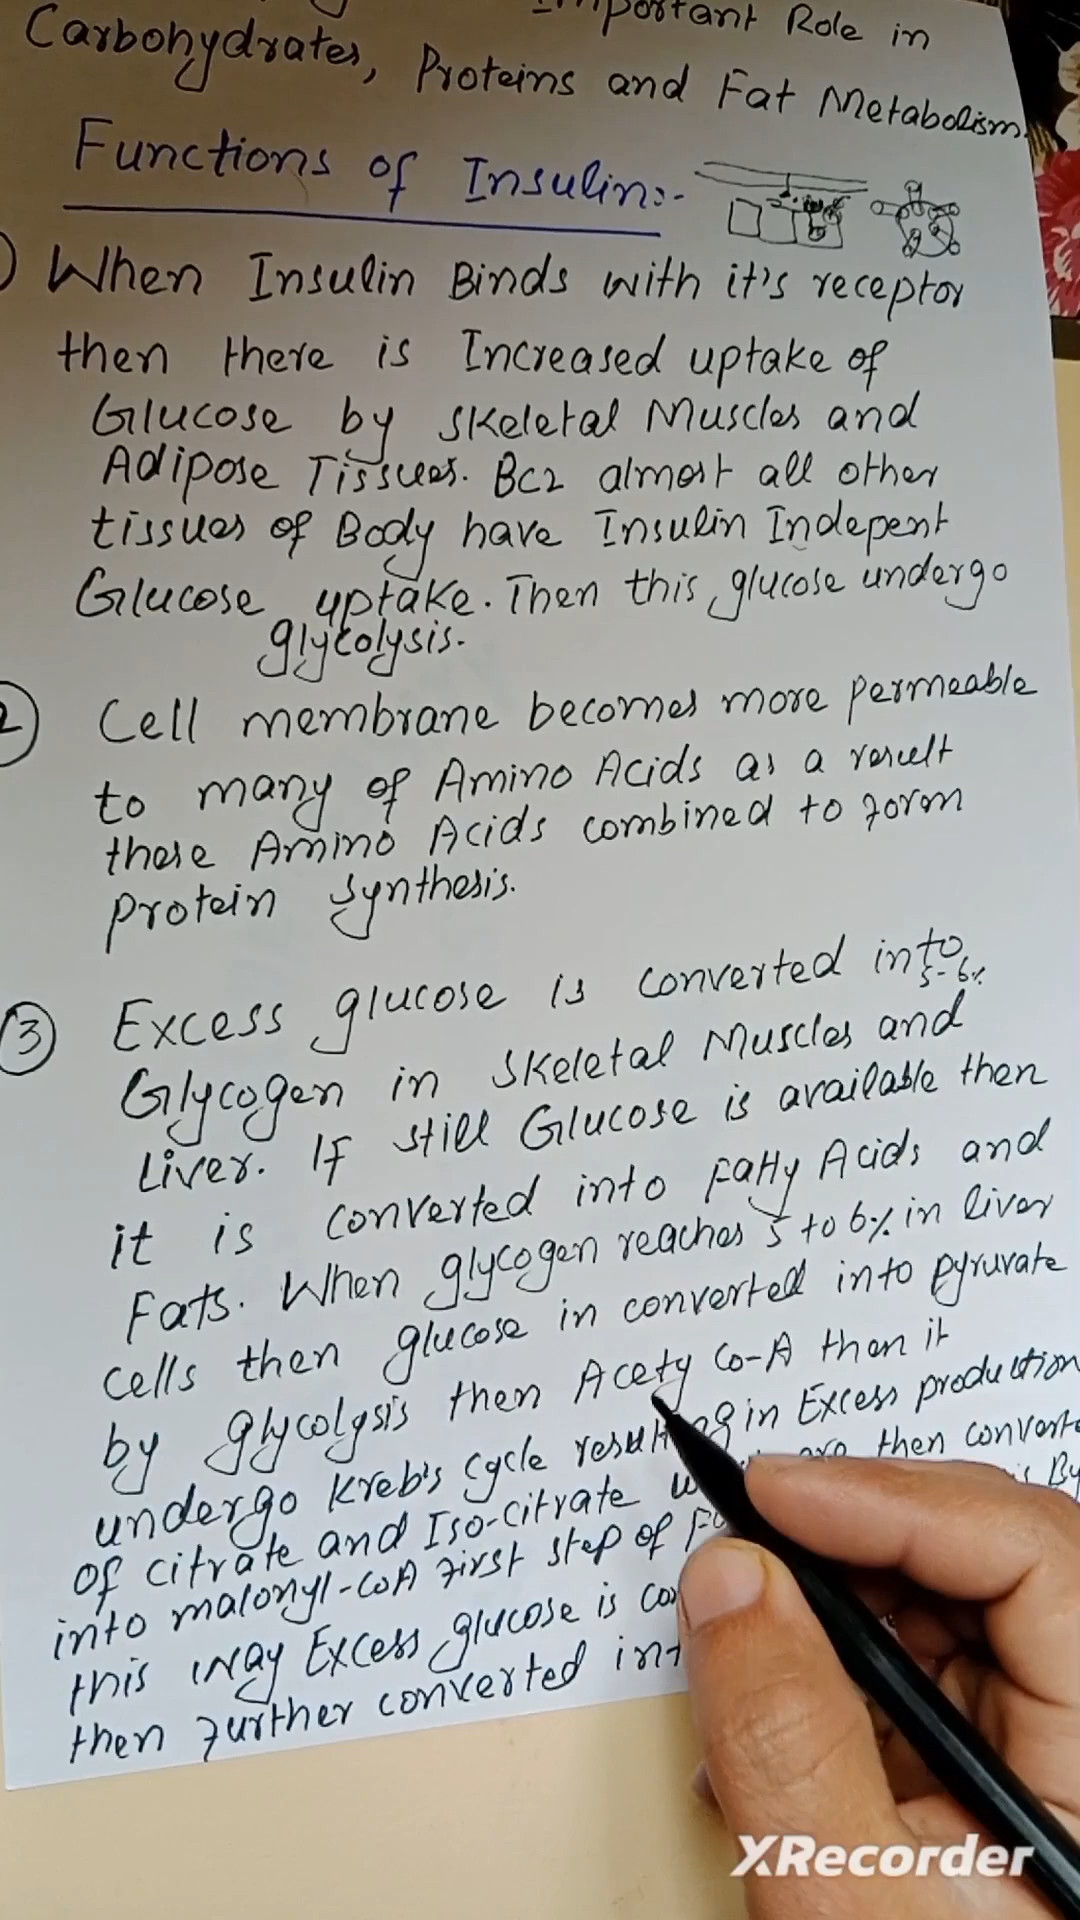 Important Role in
Carbohydrates, Proteins and Fat Metabolism.
Functions of Insulin:-
When Insulin Binds with it's receptor
then there is Increased uptake of
Glucose by Skeletal Muscles and
Adipose Tissues. Bcz almost all other
tissues of Body have Insulin Indepent
Glucose uptake. Then this glucose undergo
glycolysis.
2 Cell membrane becomes more permeable
to many of Amino Acids as a result
these Amino Acids combined to form
protein synthesis.
3 Excess glucose is converted into
5-6%
Glycogen in Skeletal Muscles and
Liver. If still Glucose is available then
it is converted into Fatty Acids and
Fats. When glycogen reaches 5 to 6% in liver
cells then glucose in converted into pyruvate
by glycolysis then Acety Co-A then it
undergo Kreb's cycle resulting in Excess production
of citrate and Iso-citrate then
into malonyl-CoA first step of By
this way Excess glucose is
then further converted
XRecorder